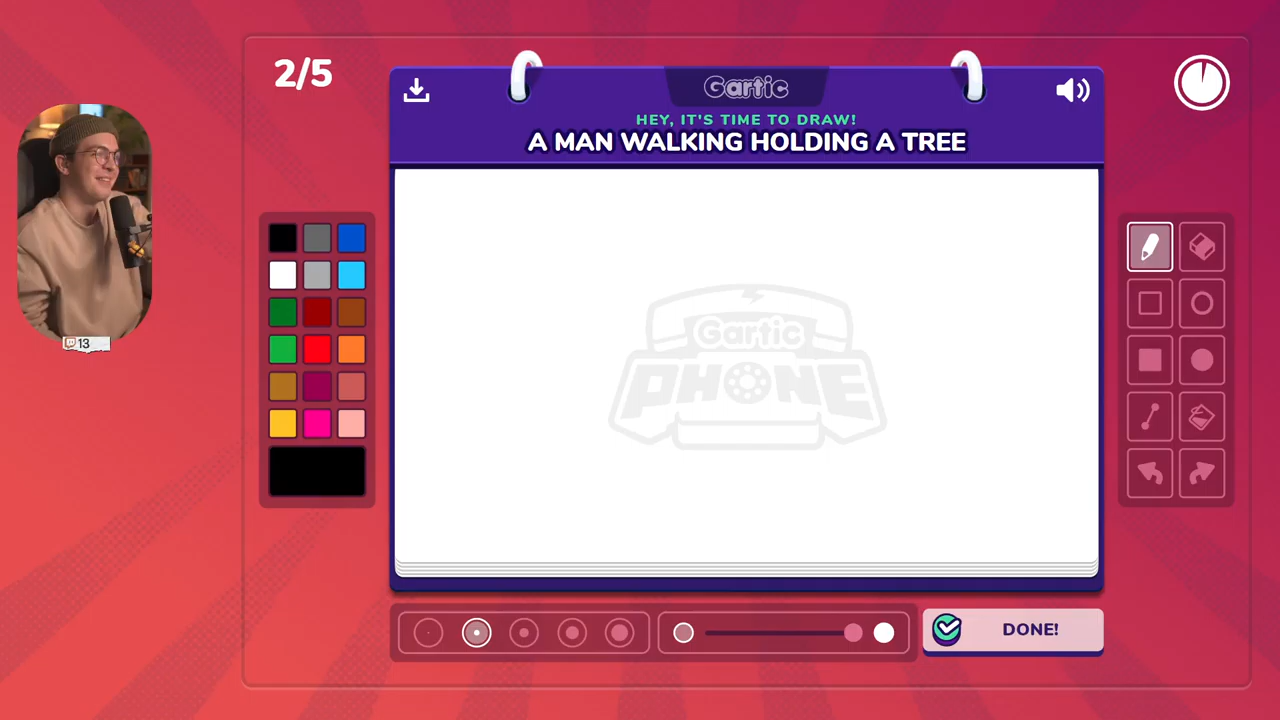 2/5
Gartic
HEY, IT'S TIME TO DRAW!
A MAN WALKING HOLDING A TREE
Gartic
PHONE
13
DONE!